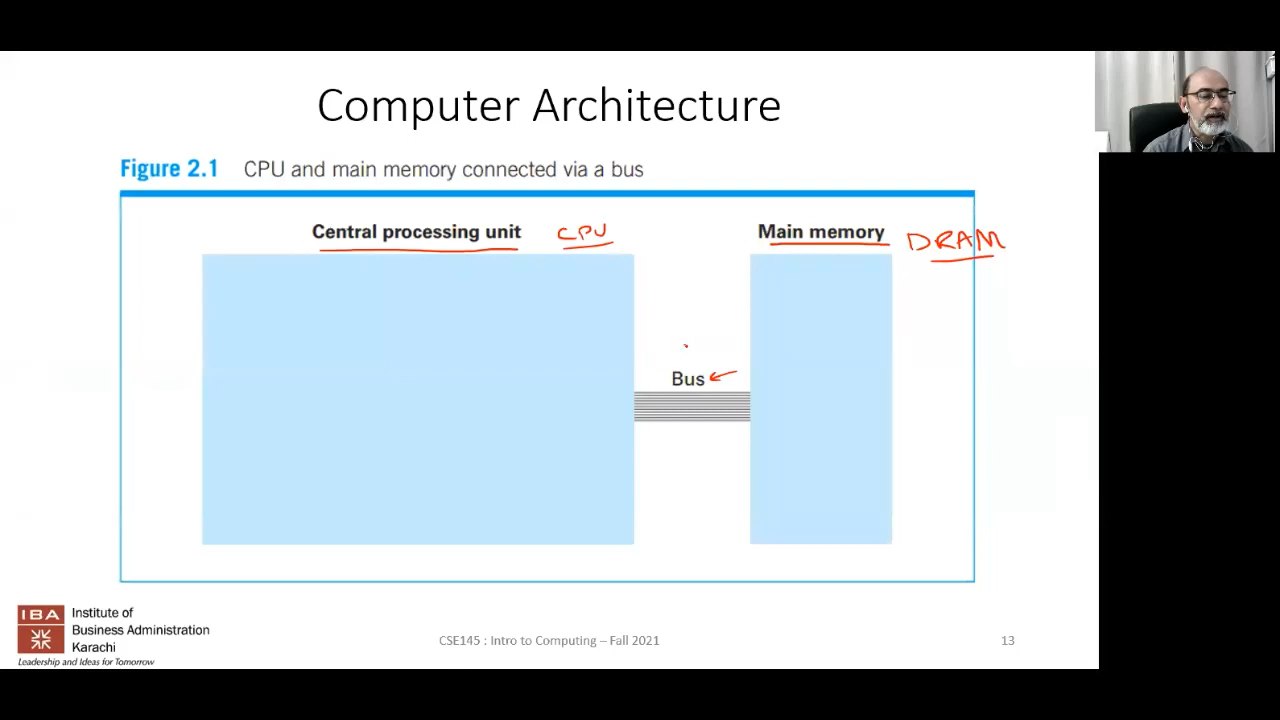 Computer Architecture
Figure 2.1 CPU and main memory connected via a bus
Central processing unit CPU Main memory DRAM
Bus
IBA Institute of
Business Administration
Karachi
Leadership and Ideas for Tomorrow
CSE145 : Intro to Computing – Fall 2021 13